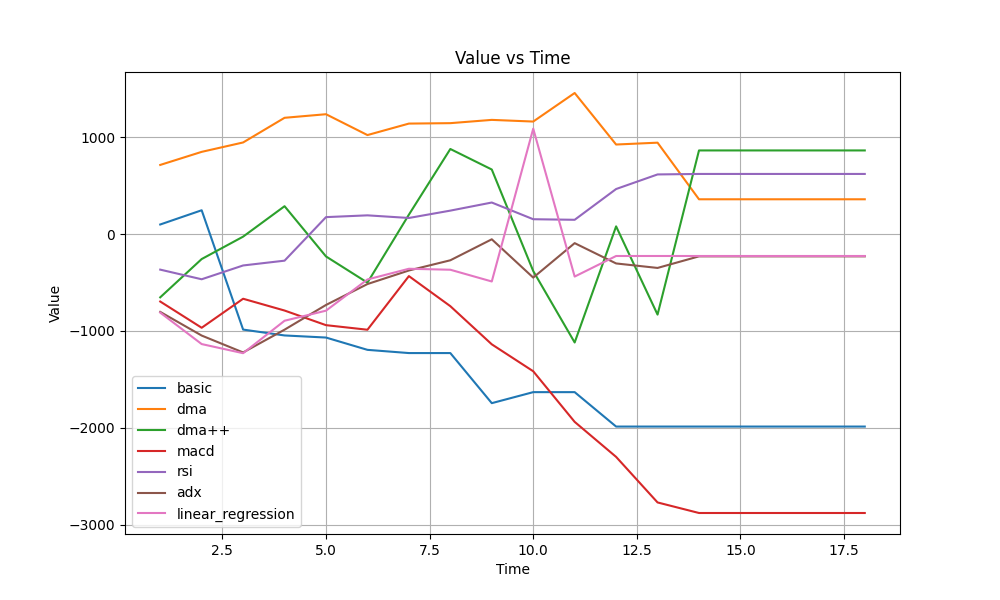 Value vs Time
Value
1000
0
−1000
−2000
−3000
basic
dma
dma++
macd
rsi
adx
linear_regression
2.5 5.0 7.5 10.0 12.5 15.0 17.5
Time